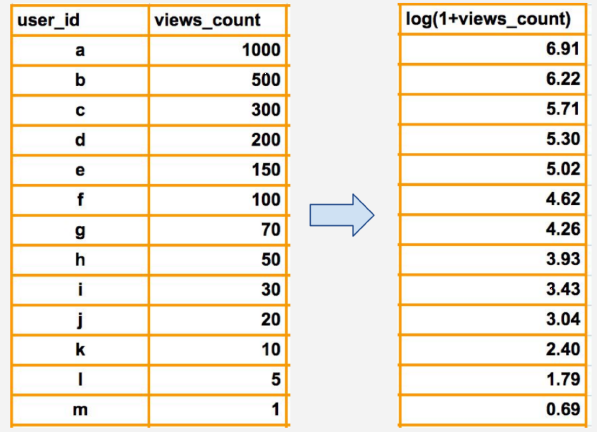 user_id views_count log(1+views_count)
a 1000 6.91
b 500 6.22
c 300 5.71
d 200 5.30
e 150 5.02
f 100 4.62
g 70 4.26
h 50 3.93
i 30 3.43
j 20 3.04
k 10 2.40
l 5 1.79
m 1 0.69